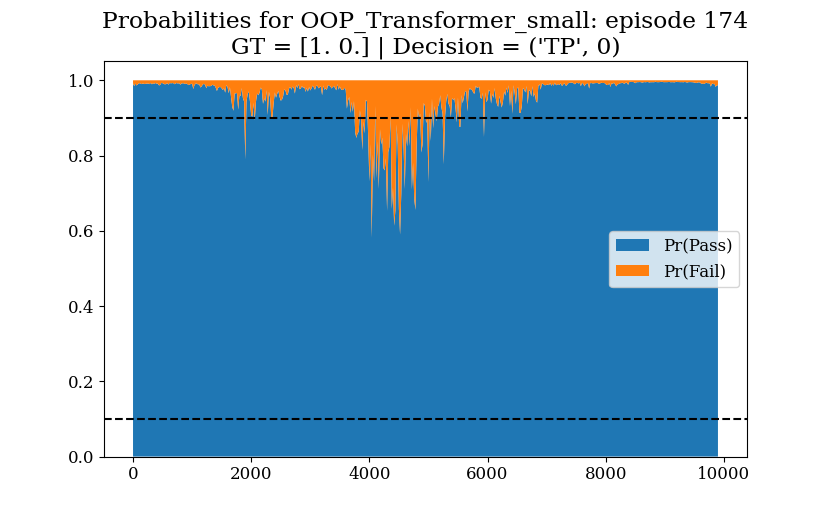 Probabilities for OOP_Transformer_small: episode 174
GT = [1. 0.] | Decision = ('TP', 0)
1.0
0.8
0.6
0.4
0.2
0.0
Pr(Pass)
Pr(Fail)
0 2000 4000 6000 8000 10000